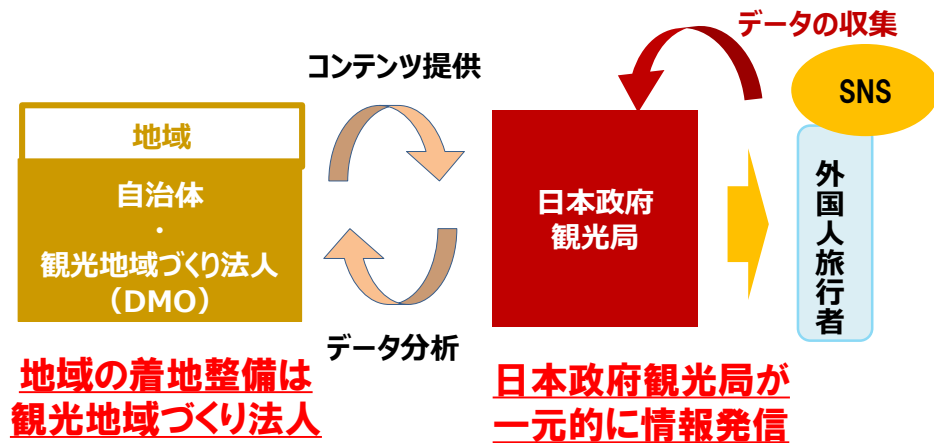 データの収集
コンテンツ提供
SNS
地域
自治体
・
観光地域づくり法人
（DMO）
日本政府
観光局
外国人旅行者
データ分析
地域の着地整備は
観光地域づくり法人
日本政府観光局が
一元的に情報発信